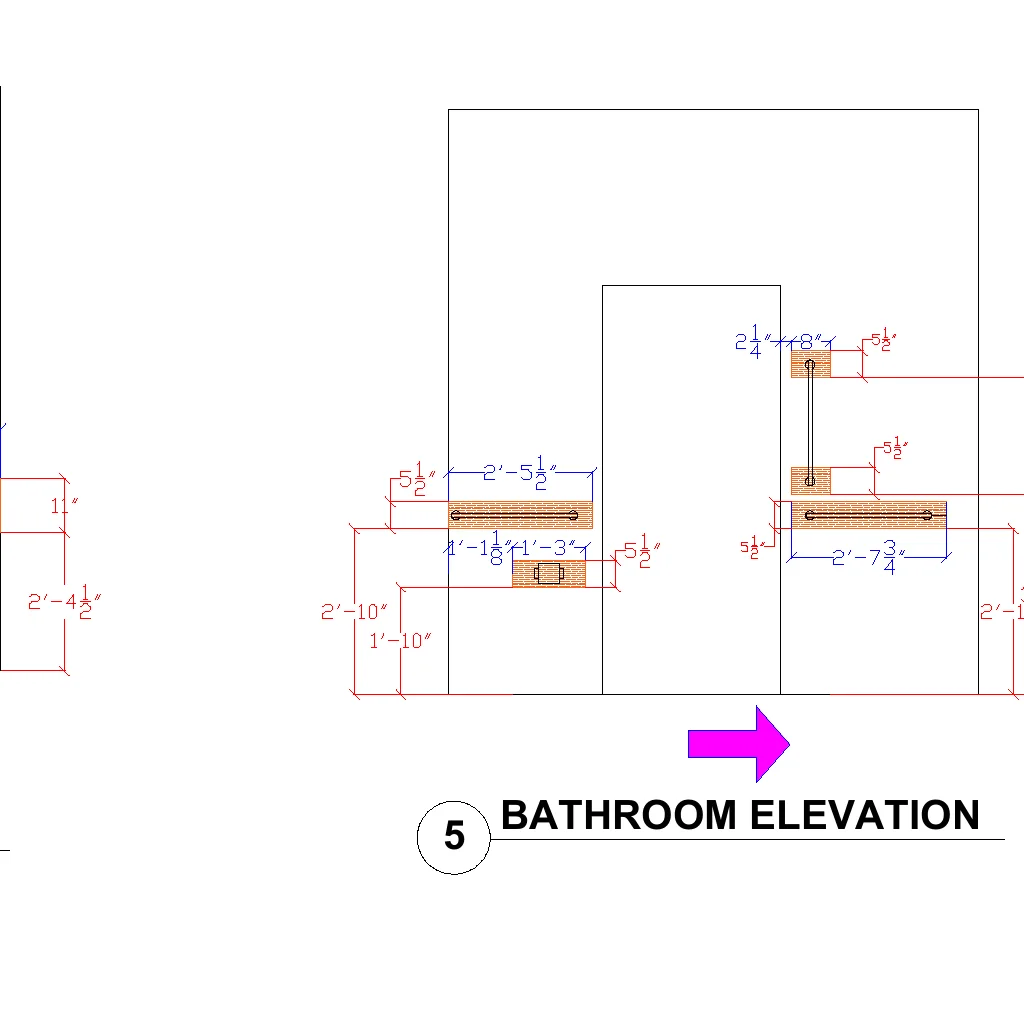 2 1/4" 8" 5 1/2"
5 1/2"
5 1/2" 2'-5 1/2"
11"
1'-1 1/8" 1'-3" 5 1/2" 5 1/2" 2'-7 3/4"
2'-4 1/2" 2'-10"
1'-10"
5 BATHROOM ELEVATION